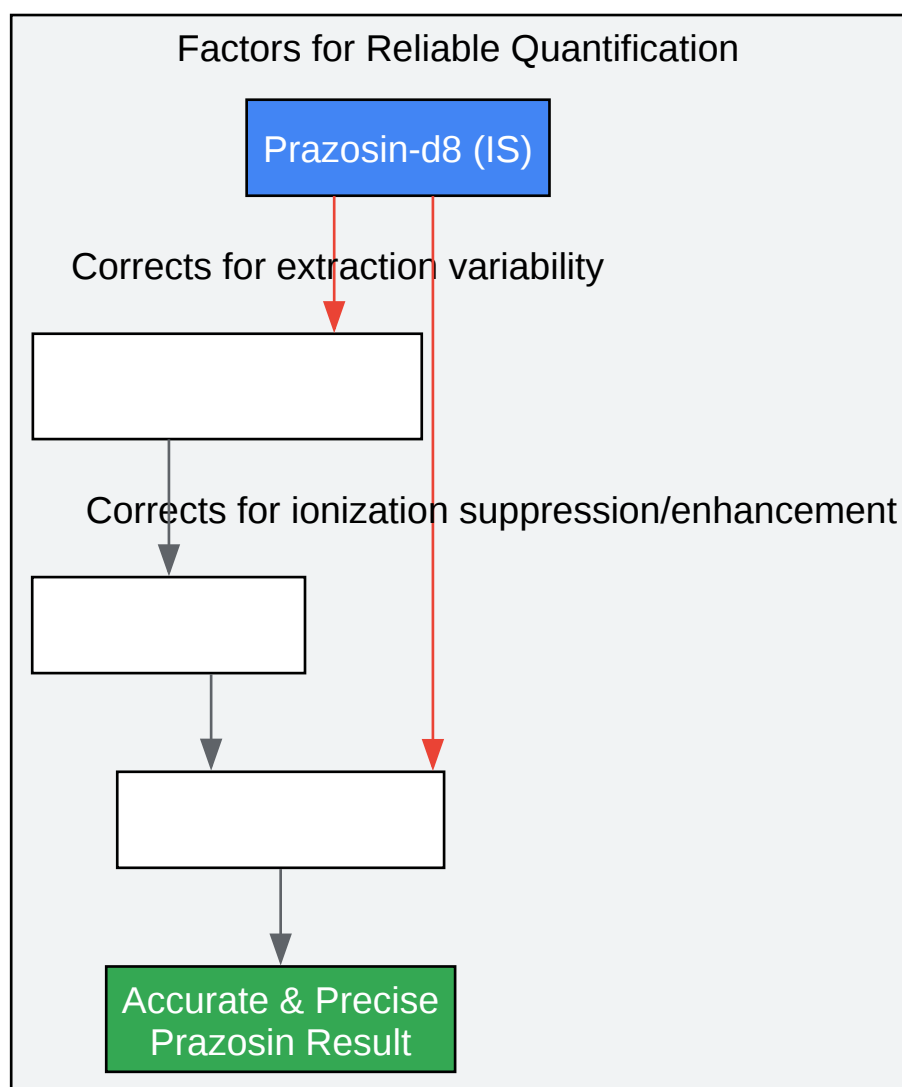 Factors for Reliable Quantification
Prazosin-d8 (IS)
Corrects for extraction variability
Corrects for ionization suppression/enhancement
Accurate & Precise
Prazosin Result